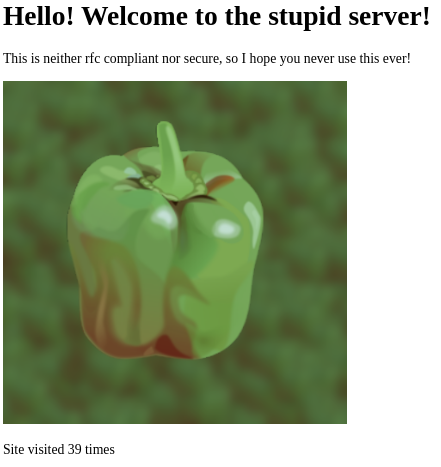 Hello! Welcome to the stupid server!
This is neither rfc compliant nor secure, so I hope you never use this ever!
Site visited 39 times